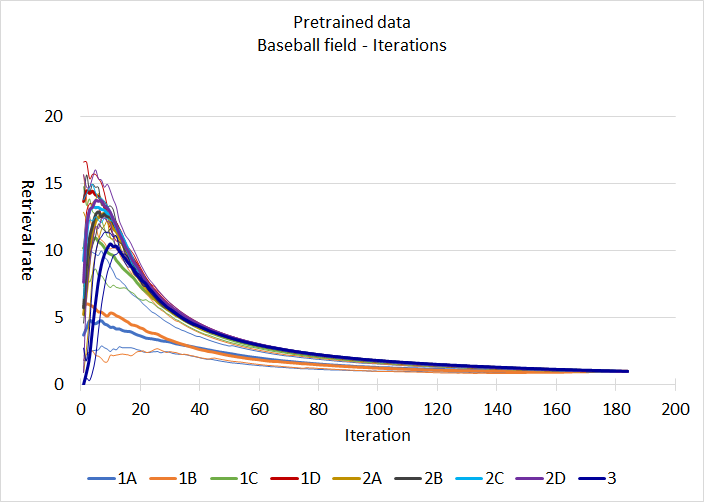 Pretrained data
Baseball field - Iterations
20
15
10
5
0
Retrieval rate
0 20 40 60 80 100 120 140 160 180 200
Iteration
1A 1B 1C 1D 2A 2B 2C 2D 3